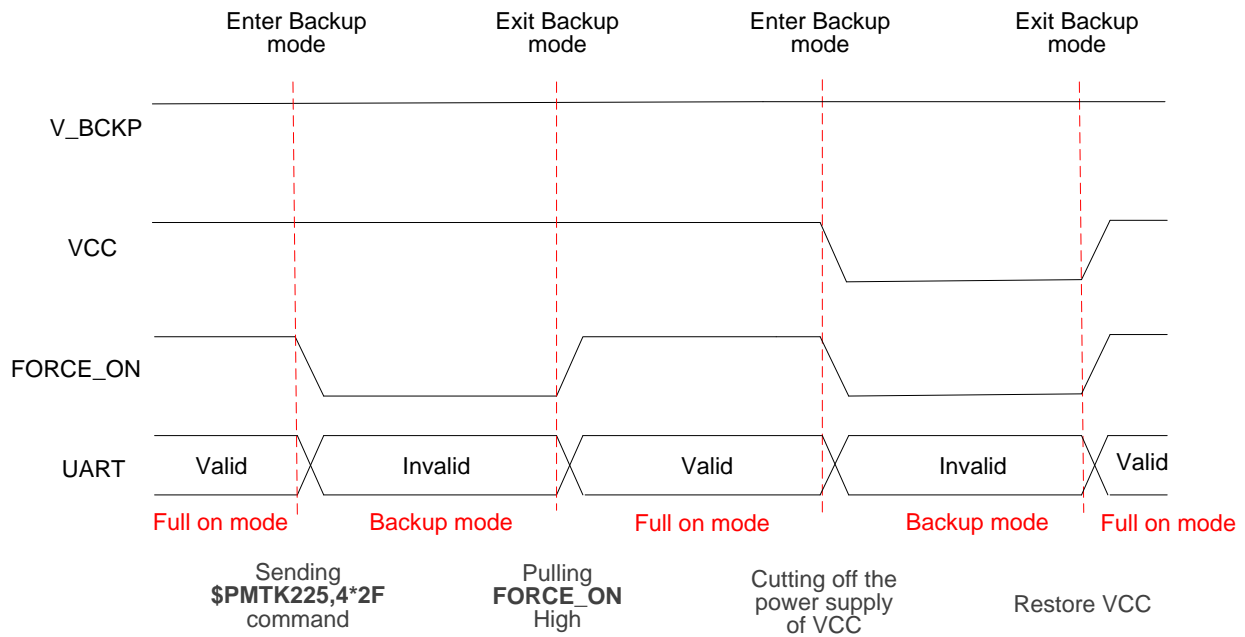 Enter Backup
mode
Exit Backup
mode
Enter Backup
mode
Exit Backup
mode
V_BCKP
VCC
FORCE_ON
UART
Valid
Invalid
Valid
Invalid
Valid
Full on mode
Backup mode
Full on mode
Backup mode
Full on mode
Sending
$PMTK225,4*2F
command
Pulling
FORCE_ON
High
Cutting off the
power supply
of VCC
Restore VCC